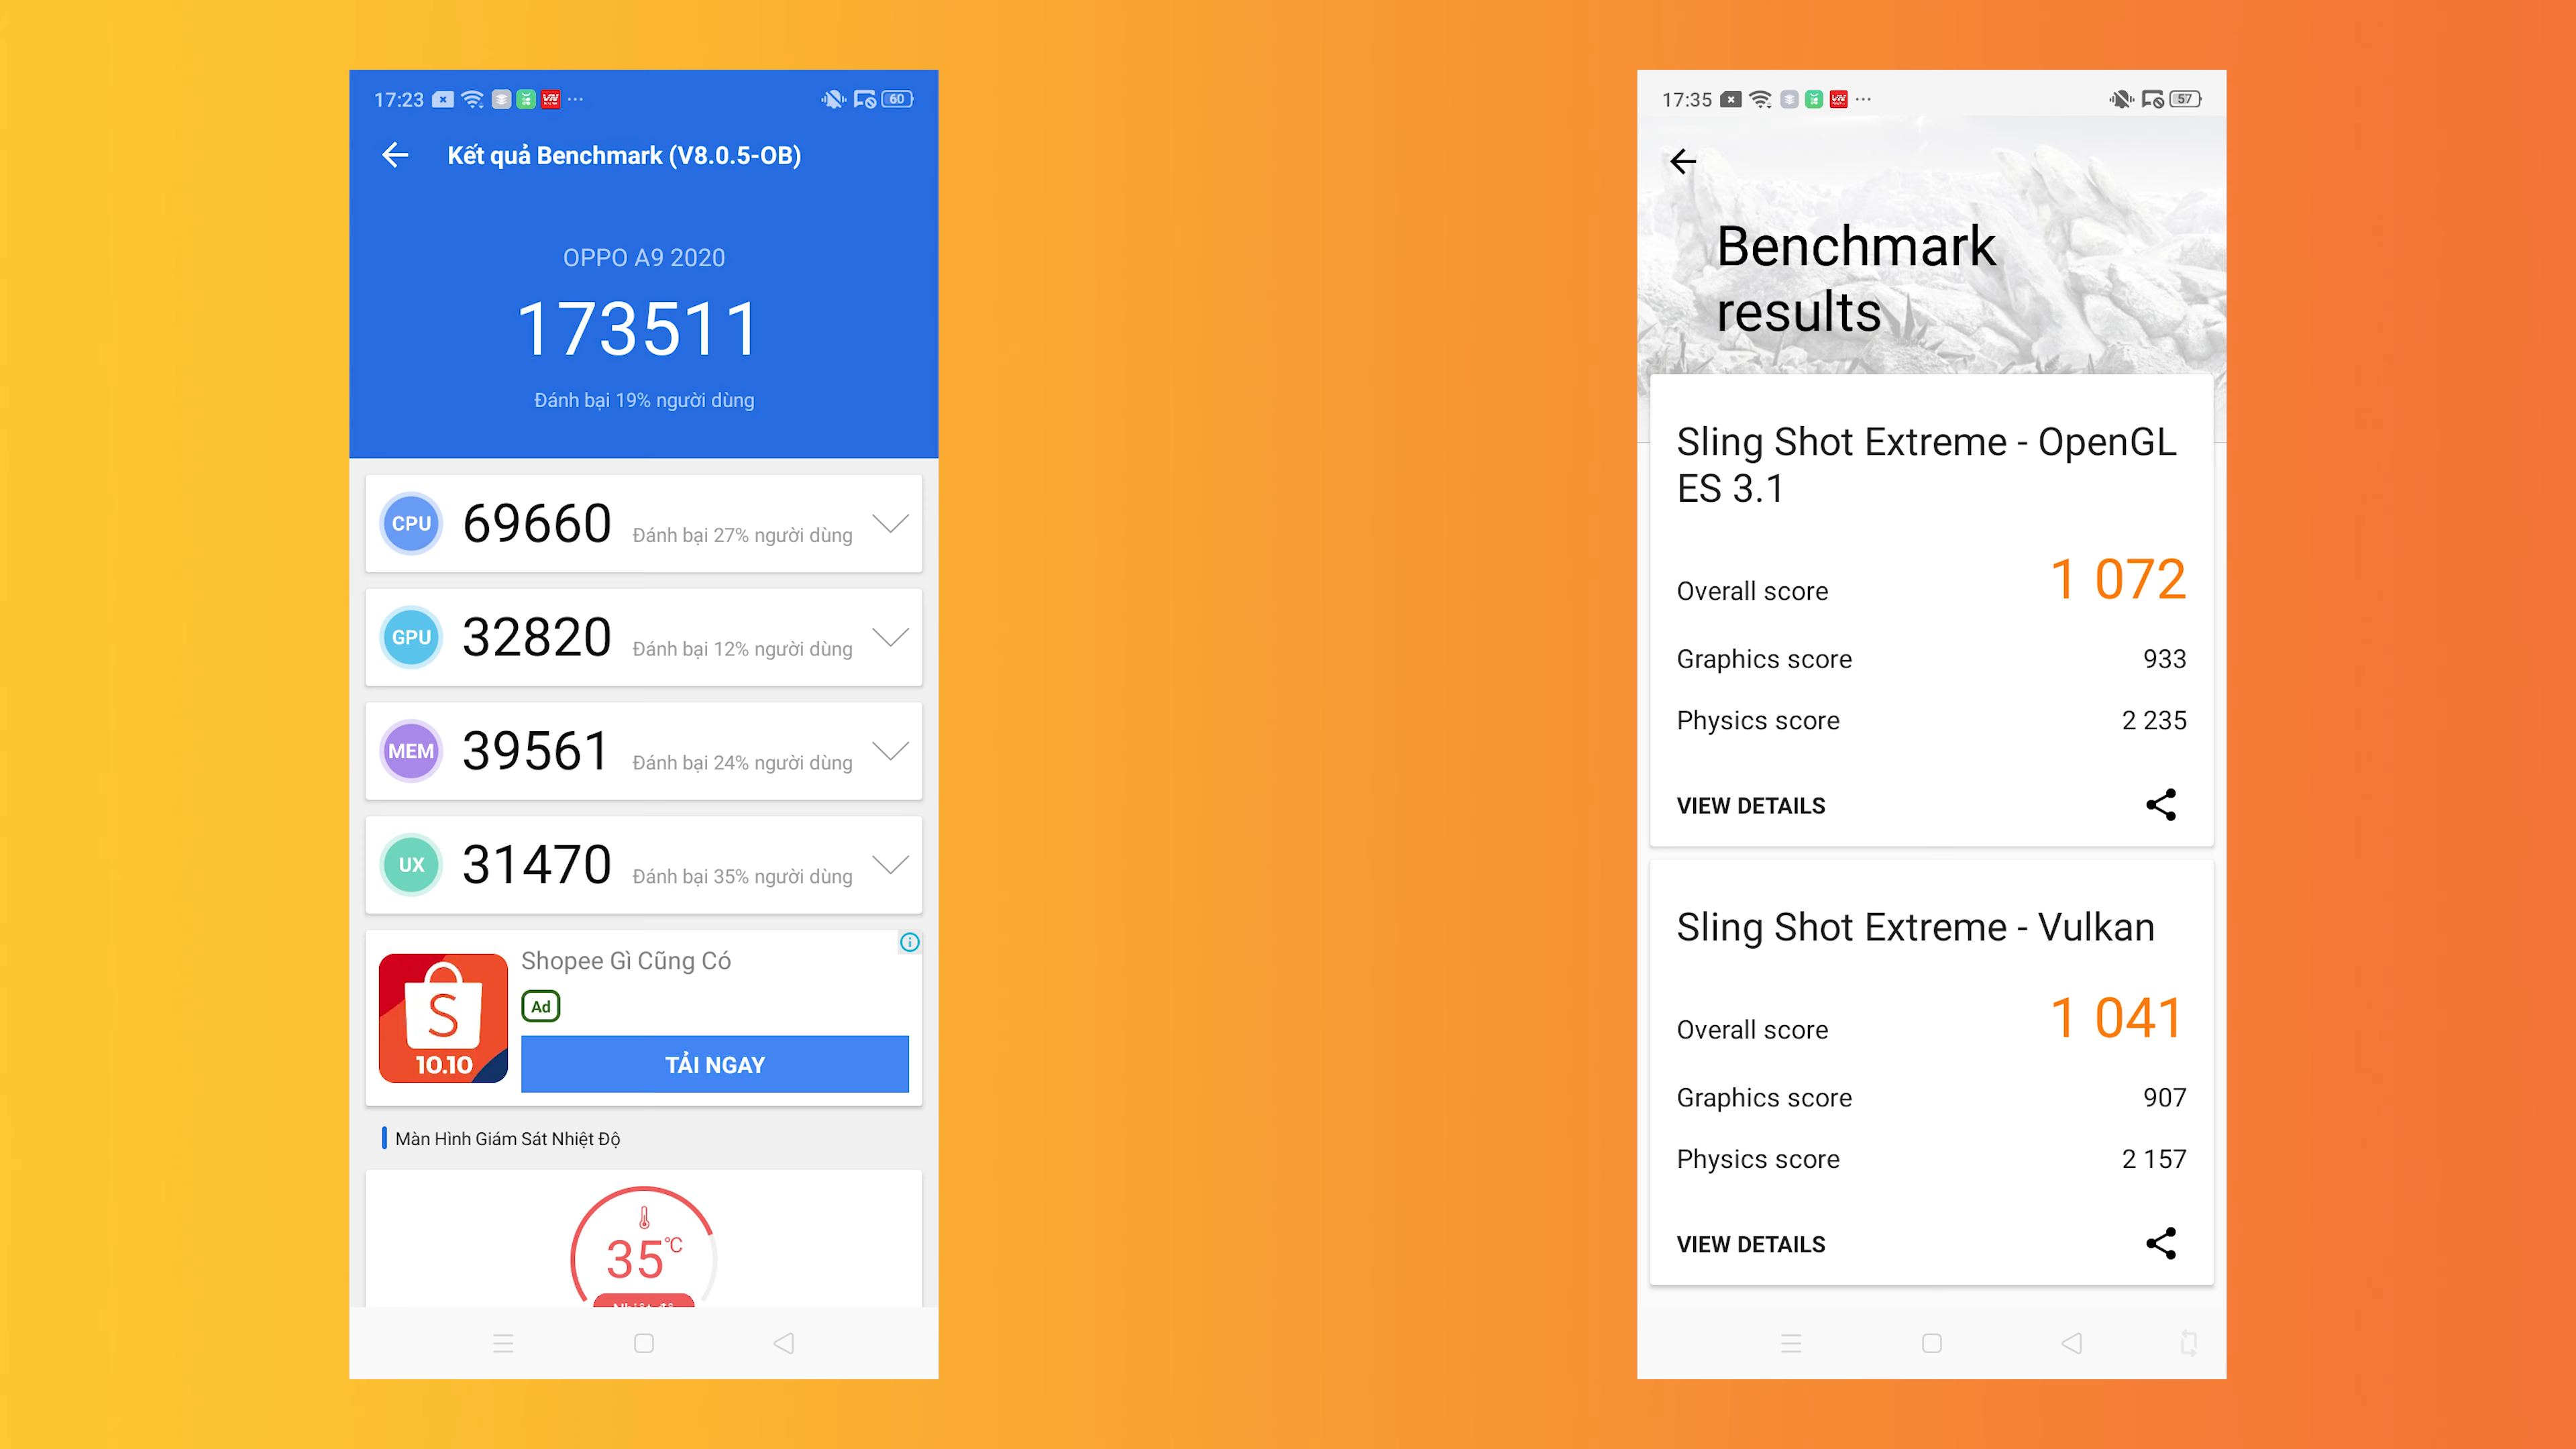 17:23
60
Kết quả Benchmark (V8.0.5-OB)
OPPO A9 2020
173511
Đánh bại 19% người dùng
CPU 69660 Đánh bại 27% người dùng
GPU 32820 Đánh bại 12% người dùng
MEM 39561 Đánh bại 24% người dùng
UX 31470 Đánh bại 35% người dùng
Shopee Gì Cũng Có
Ad
S
10.10
TẢI NGAY
Màn Hình Giám Sát Nhiệt Độ
35°C
17:35
57
Benchmark
results
Sling Shot Extreme - OpenGL
ES 3.1
Overall score 1 072
Graphics score 933
Physics score 2 235
VIEW DETAILS
Sling Shot Extreme - Vulkan
Overall score 1 041
Graphics score 907
Physics score 2 157
VIEW DETAILS